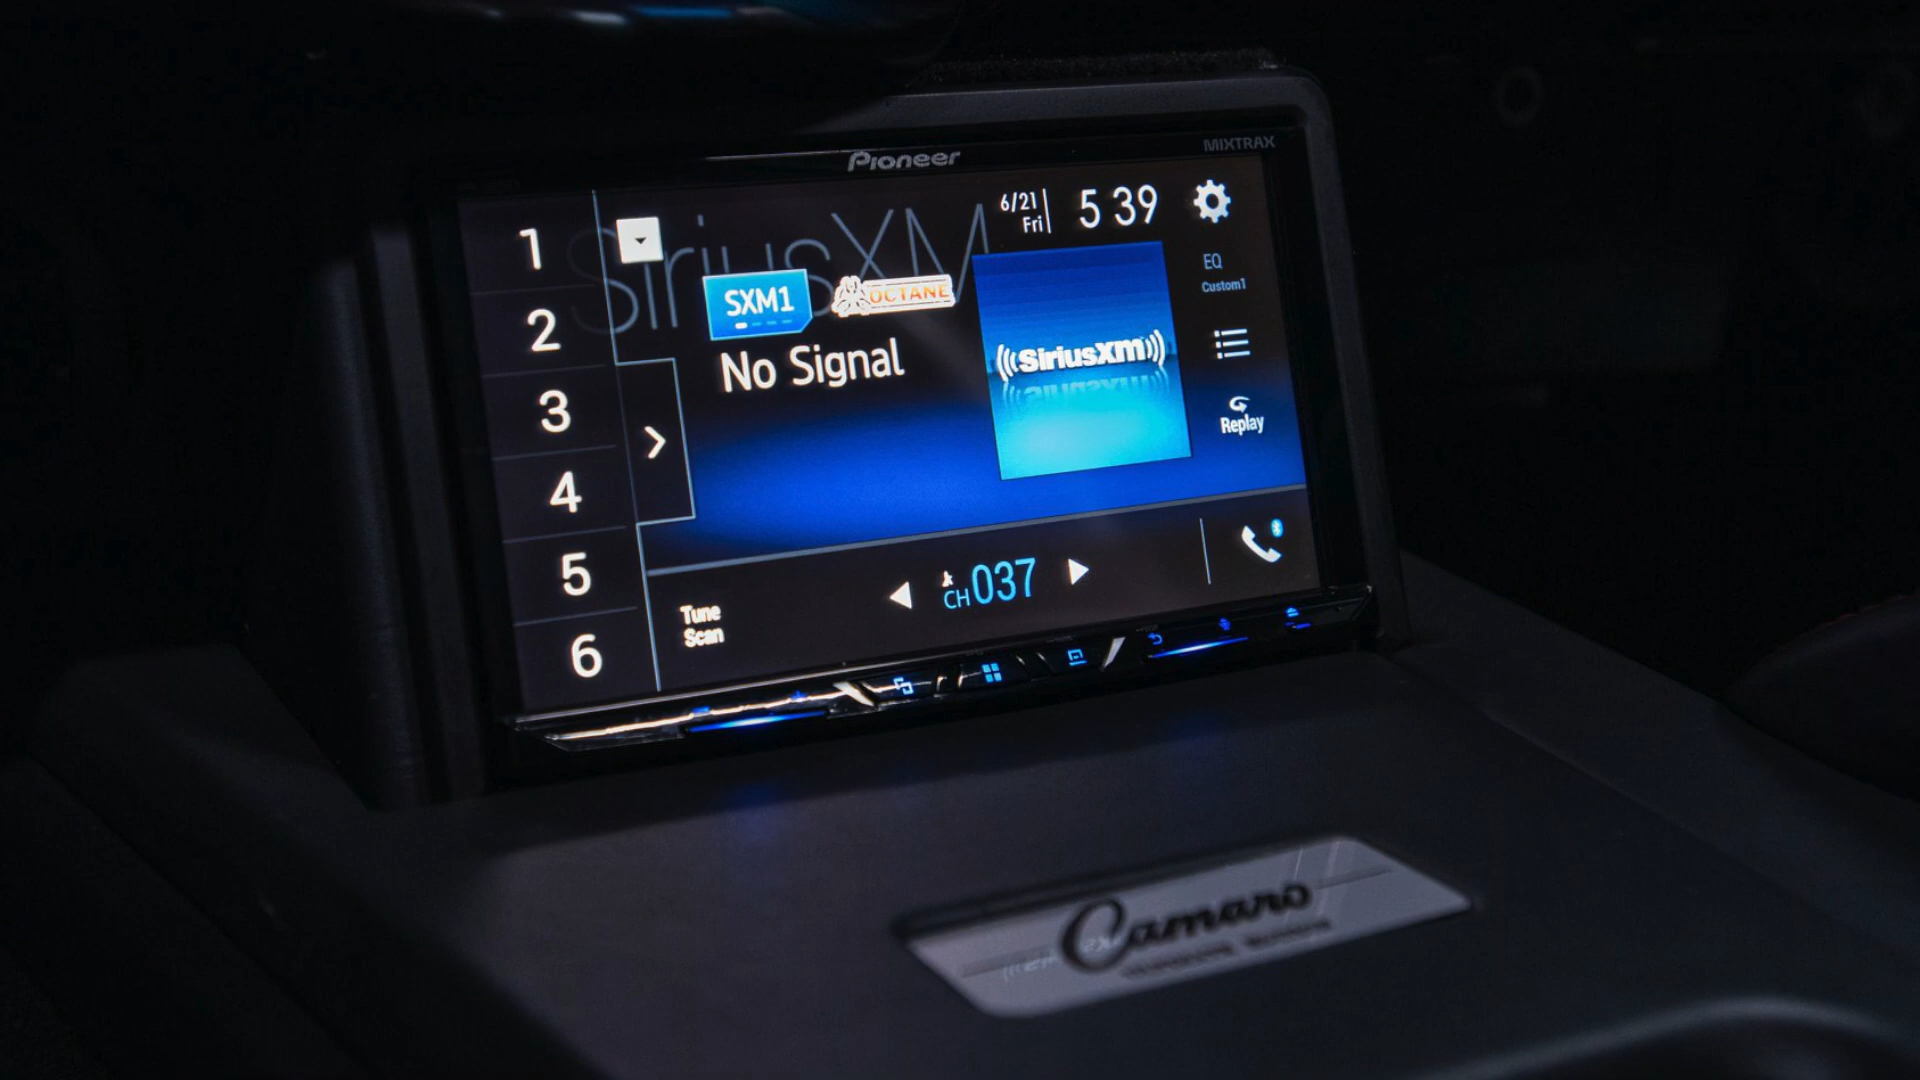 Pioneer
MIXTRAX
SiriusXM
6/21
Fri
5 39
1
2
3
4
5
6
SXM1
OCTANE
No Signal
SiriusXM
EQ
Custom1
Replay
Tune
Scan
CH 037
Camaro